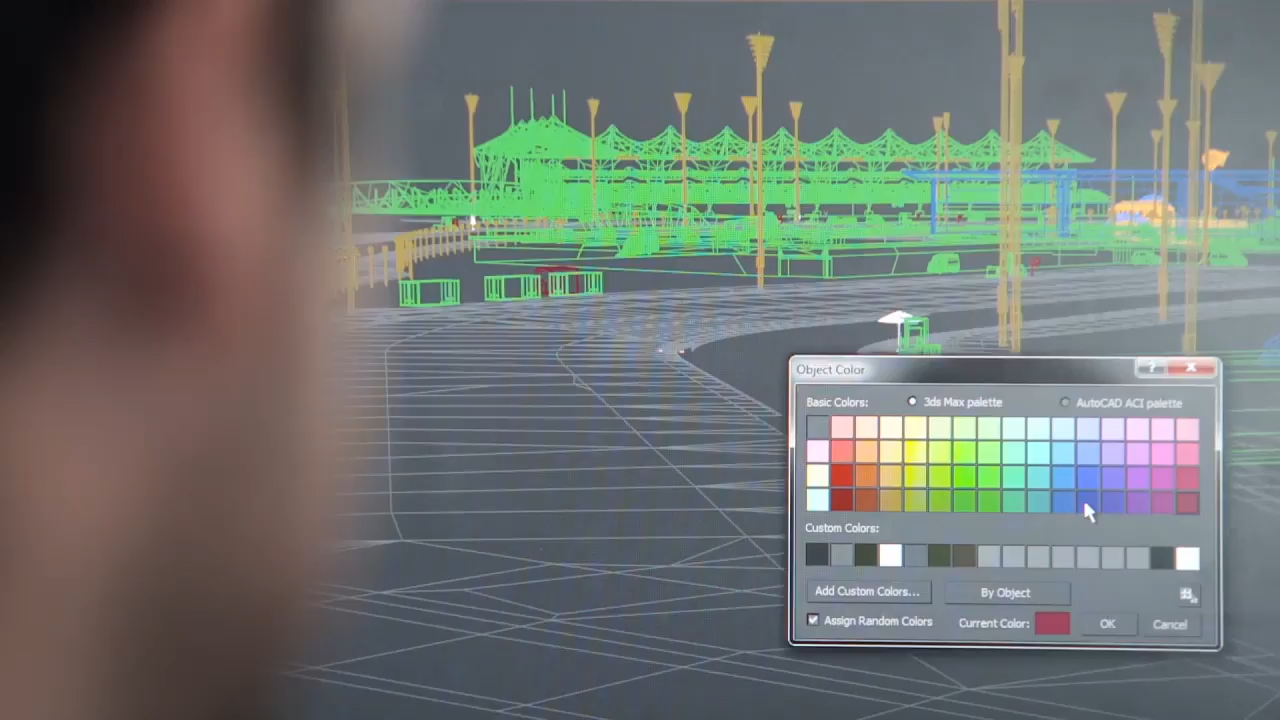 Object Color
?
X
Basic Colors:
3ds Max palette
AutoCAD ACI palette
Custom Colors:
Add Custom Colors...
By Object
Assign Random Colors
Current Color:
OK
Cancel